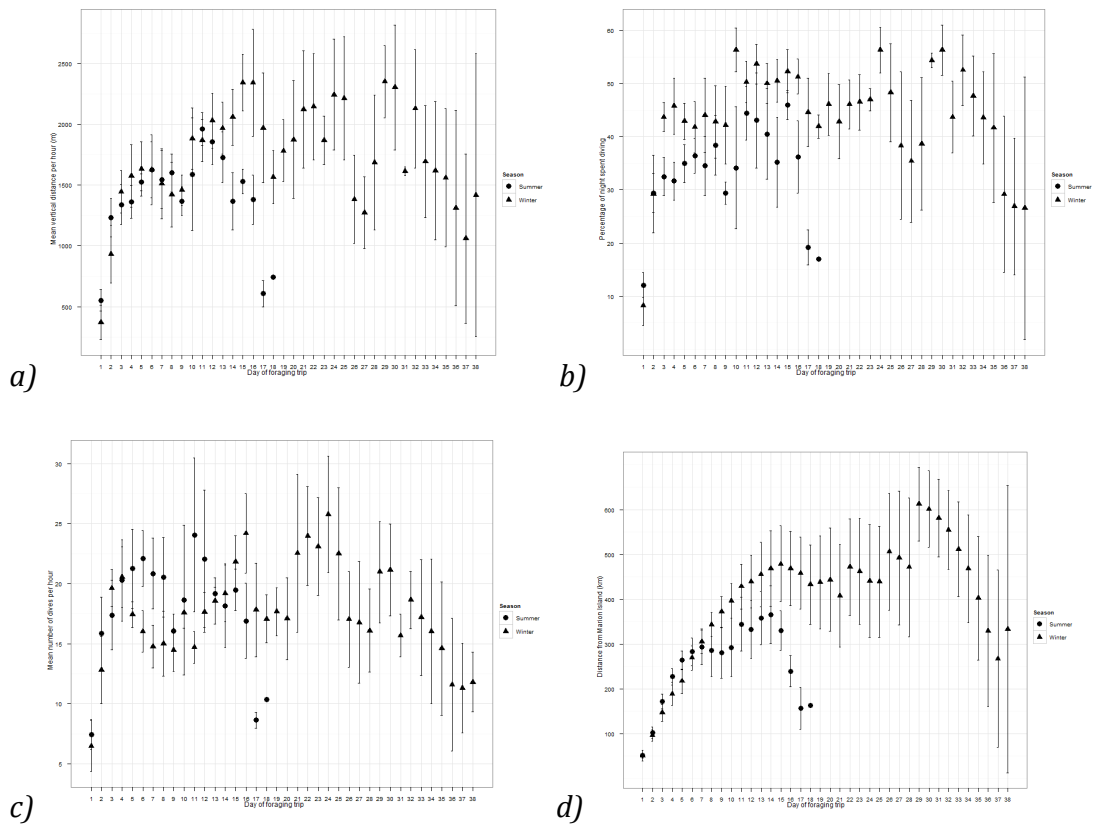 2500
2000
1500
1000
500
Mean vertical distance per hour (m)
1 2 3 4 5 6 7 8 9 10 11 12 13 14 15 16 17 18 19 20 21 22 23 24 25 26 27 28 29 30 31 32 33 34 35 36 37 38
Day of foraging trip
Season
Summer
Winter
a)
60
50
40
30
20
10
Percentage of night spent diving
1 2 3 4 5 6 7 8 9 10 11 12 13 14 15 16 17 18 19 20 21 22 23 24 25 26 27 28 29 30 31 32 33 34 35 36 37 38
Day of foraging trip
Season
Summer
Winter
b)
30
25
20
15
10
5
Mean number of dives per hour
1 2 3 4 5 6 7 8 9 10 11 12 13 14 15 16 17 18 19 20 21 22 23 24 25 26 27 28 29 30 31 32 33 34 35 36 37 38
Day of foraging trip
Season
Summer
Winter
c)
600
500
400
300
200
100
Distance from Marion Island (km)
1 2 3 4 5 6 7 8 9 10 11 12 13 14 15 16 17 18 19 20 21 22 23 24 25 26 27 28 29 30 31 32 33 34 35 36 37 38
Day of foraging trip
Season
Summer
Winter
d)